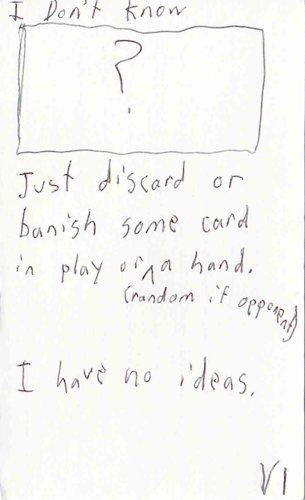 I Don't know
?
Just discard or
banish some card
in play or in a hand.
(random if opponent)
I have no ideas.
V1